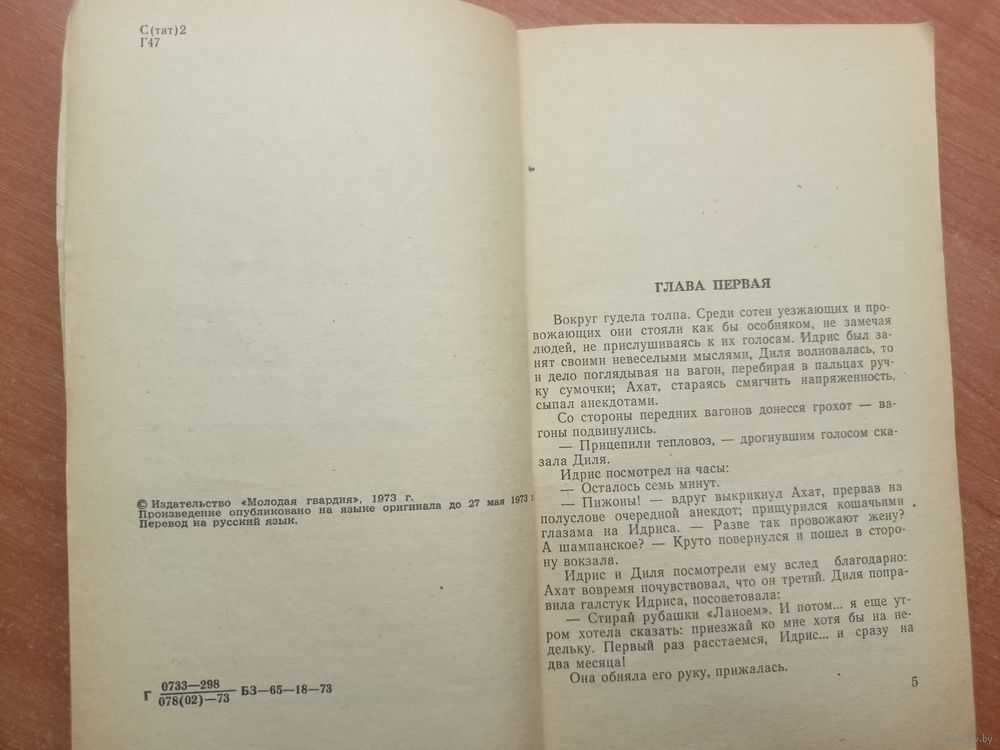 С(тат)2
Г47
© Издательство «Молодая гвардия», 1973 г.
Произведение опубликовано на языке оригинала до 27 мая 1973 г.
Перевод на русский язык.
Г 0733—298 БЗ—65—18—73
078(02)—73
ГЛАВА ПЕРВАЯ
Вокруг гудела толпа. Среди сотен уезжающих и про-
вожающих они стояли как бы особняком, не замечая
людей, не прислушиваясь к их голосам. Идрис был за-
нят своими невеселыми мыслями, Диля волновалась, то
и дело поглядывая на вагон, перебирая в пальцах руч-
ку сумочки; Ахат, стараясь смягчить напряженность,
сыпал анекдотами.
Со стороны передних вагонов донесся грохот — ва-
гоны подвинулись.
— Прицепили тепловоз, — дрогнувшим голосом ска-
зала Диля.
Идрис посмотрел на часы:
— Осталось семь минут.
— Пижоны! — вдруг выкрикнул Ахат, прервав на
полуслове очередной анекдот; прищурился кошачьими
глазами на Идриса. — Разве так провожают жену?
А шампанское? — Круто повернулся и пошел в сторо-
ну вокзала.
Идрис и Диля посмотрели ему вслед благодарно:
Ахат вовремя почувствовал, что он третий. Диля попра-
вила галстук Идриса, посоветовала:
— Стирай рубашки «Ланоем». И потом... я еще ут-
ром хотела сказать: приезжай ко мне хотя бы на не-
дельку. Первый раз расстаемся, Идрис... и сразу на
два месяца!
Она обняла его руку, прижалась.
5